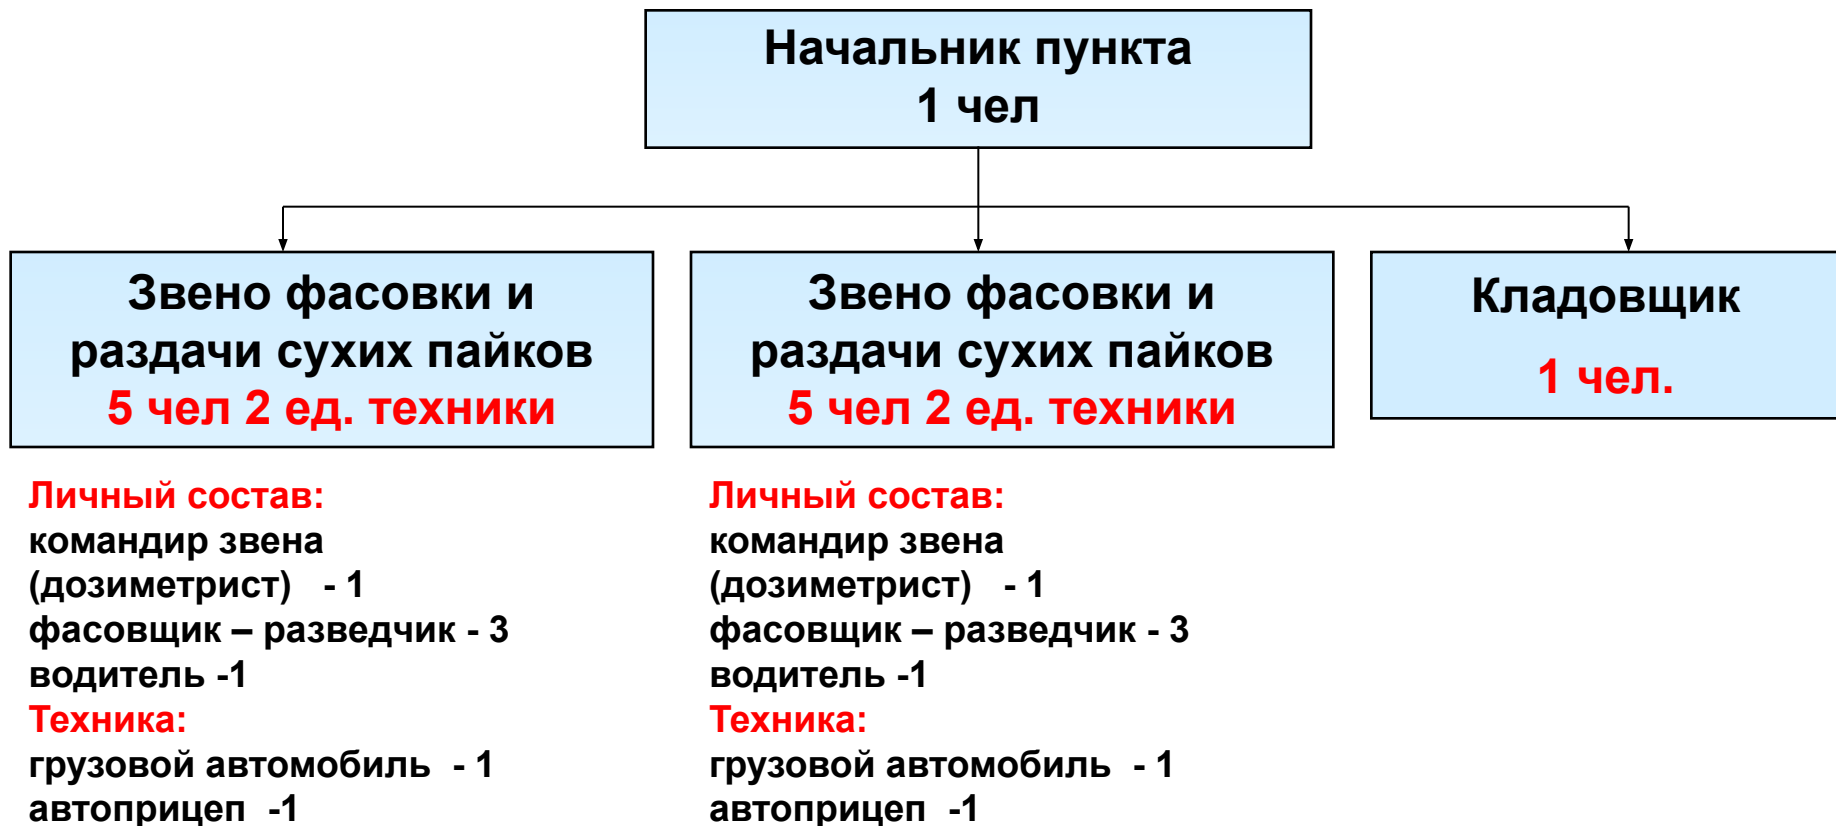 Начальник пункта
1 чел
Звено фасовки и
раздачи сухих пайков
5 чел 2 ед. техники
Звено фасовки и
раздачи сухих пайков
5 чел 2 ед. техники
Кладовщик
1 чел.
Личный состав:
командир звена
(дозиметрист) - 1
фасовщик – разведчик - 3
водитель -1
Техника:
грузовой автомобиль - 1
автоприцеп -1
Личный состав:
командир звена
(дозиметрист) - 1
фасовщик – разведчик - 3
водитель -1
Техника:
грузовой автомобиль - 1
автоприцеп -1